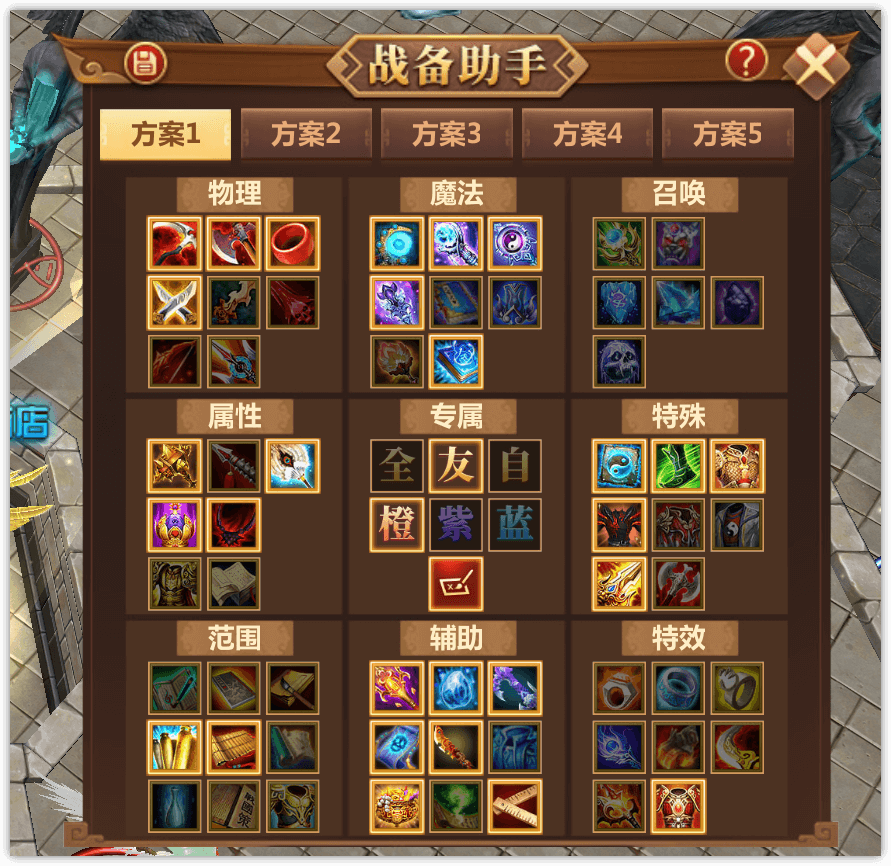 战备助手
方案1 方案2 方案3 方案4 方案5
物理 魔法 召唤
属性 专属 特殊
全 友 自
橙 紫 蓝
范围 辅助 特效
店